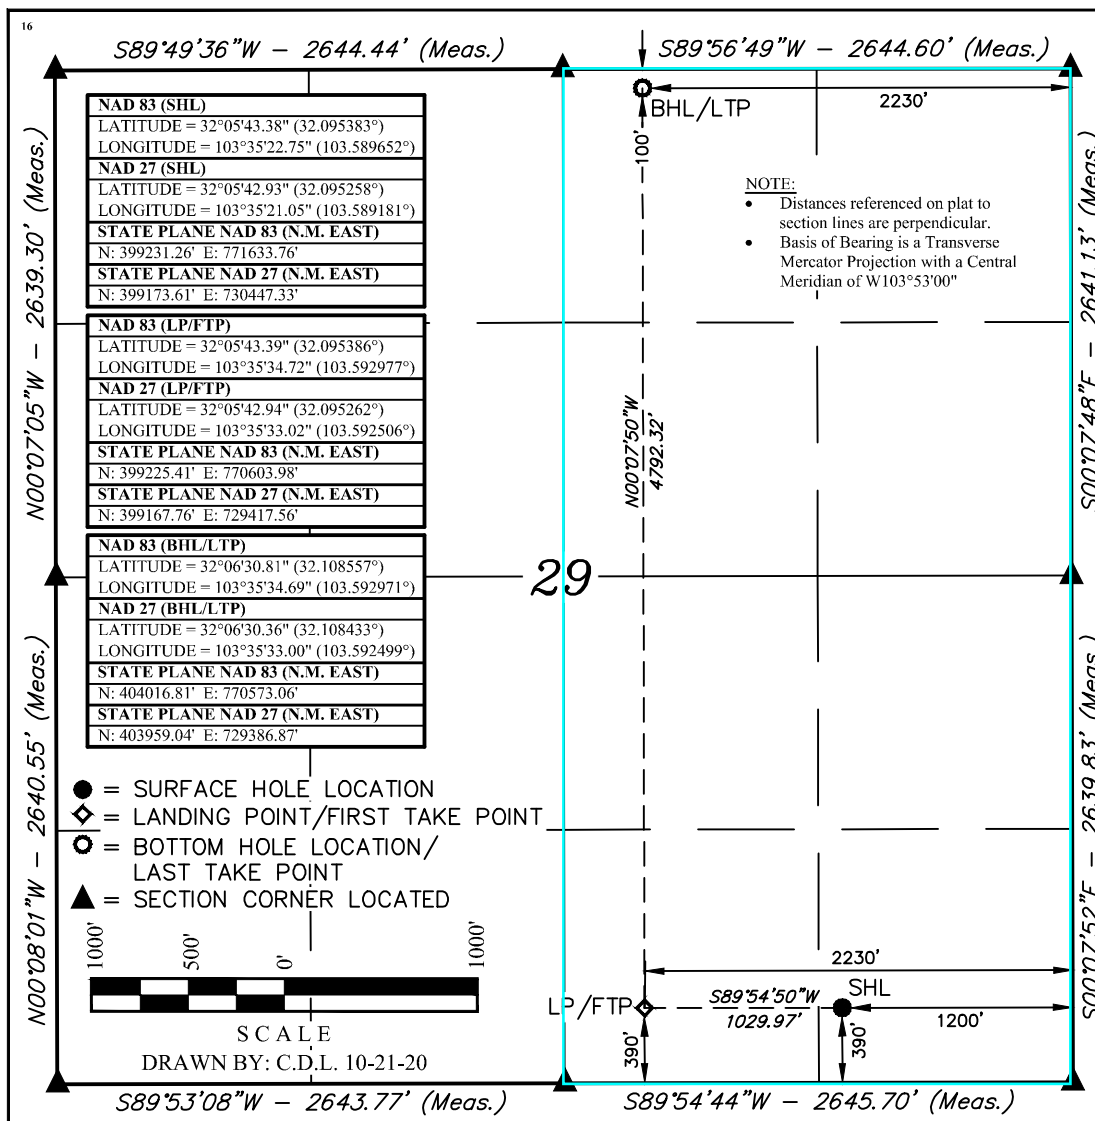 16
S89°49'36"W - 2644.44' (Meas.)
S89°56'49"W - 2644.60' (Meas.)
NAD 83 (SHL)
LATITUDE = 32°05'43.38" (32.095383°)
LONGITUDE = 103°35'22.75" (103.589652°)
NAD 27 (SHL)
LATITUDE = 32°05'42.93" (32.095258°)
LONGITUDE = 103°35'21.05" (103.589181°)
STATE PLANE NAD 83 (N.M. EAST)
N: 399231.26' E: 771633.76'
STATE PLANE NAD 27 (N.M. EAST)
N: 399173.61' E: 730447.33'
NAD 83 (LP/FTP)
LATITUDE = 32°05'43.39" (32.095386°)
LONGITUDE = 103°35'34.72" (103.592977°)
NAD 27 (LP/FTP)
LATITUDE = 32°05'42.94" (32.095262°)
LONGITUDE = 103°35'33.02" (103.592506°)
STATE PLANE NAD 83 (N.M. EAST)
N: 399225.41' E: 770603.98'
STATE PLANE NAD 27 (N.M. EAST)
N: 399167.76' E: 729417.56'
NAD 83 (BHL/LTP)
LATITUDE = 32°06'30.81" (32.108557°)
LONGITUDE = 103°35'34.69" (103.592971°)
NAD 27 (BHL/LTP)
LATITUDE = 32°06'30.36" (32.108433°)
LONGITUDE = 103°35'33.00" (103.592499°)
STATE PLANE NAD 83 (N.M. EAST)
N: 404016.81' E: 770573.06'
STATE PLANE NAD 27 (N.M. EAST)
N: 403959.04' E: 729386.87'
N00°07'05"W - 2639.30' (Meas.)
N00°08'01"W - 2640.55' (Meas.)
2230'
BHL/LTP
100'
NOTE:
• Distances referenced on plat to
section lines are perpendicular.
• Basis of Bearing is a Transverse
Mercator Projection with a Central
Meridian of W103°53'00"
S00°07'48"E - 2641.13' (Meas.)
N00°07'50"W
4792.32'
29
S00°07'52"E - 2639.83' (Meas.)
● = SURFACE HOLE LOCATION
= LANDING POINT/FIRST TAKE POINT
= BOTTOM HOLE LOCATION/
LAST TAKE POINT
▲ = SECTION CORNER LOCATED
1000' 500' 0' 1000'
SCALE
DRAWN BY: C.D.L. 10-21-20
2230'
SHL
LP/FTP
S89°54'50"W
1029.97'
1200'
390'
390'
S89°53'08"W - 2643.77' (Meas.)
S89°54'44"W - 2645.70' (Meas.)